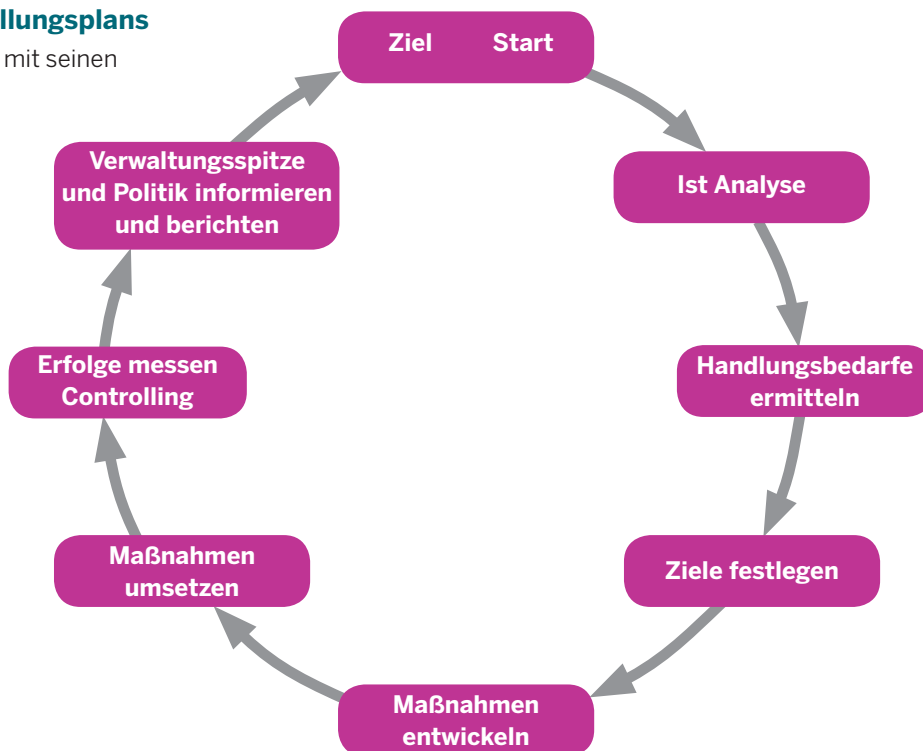 llungsplans
mit seinen
Ziel Start
Ist Analyse
Handlungsbedarfe
ermitteln
Ziele festlegen
Maßnahmen
entwickeln
Maßnahmen
umsetzen
Erfolge messen
Controlling
Verwaltungsspitze
und Politik informieren
und berichten